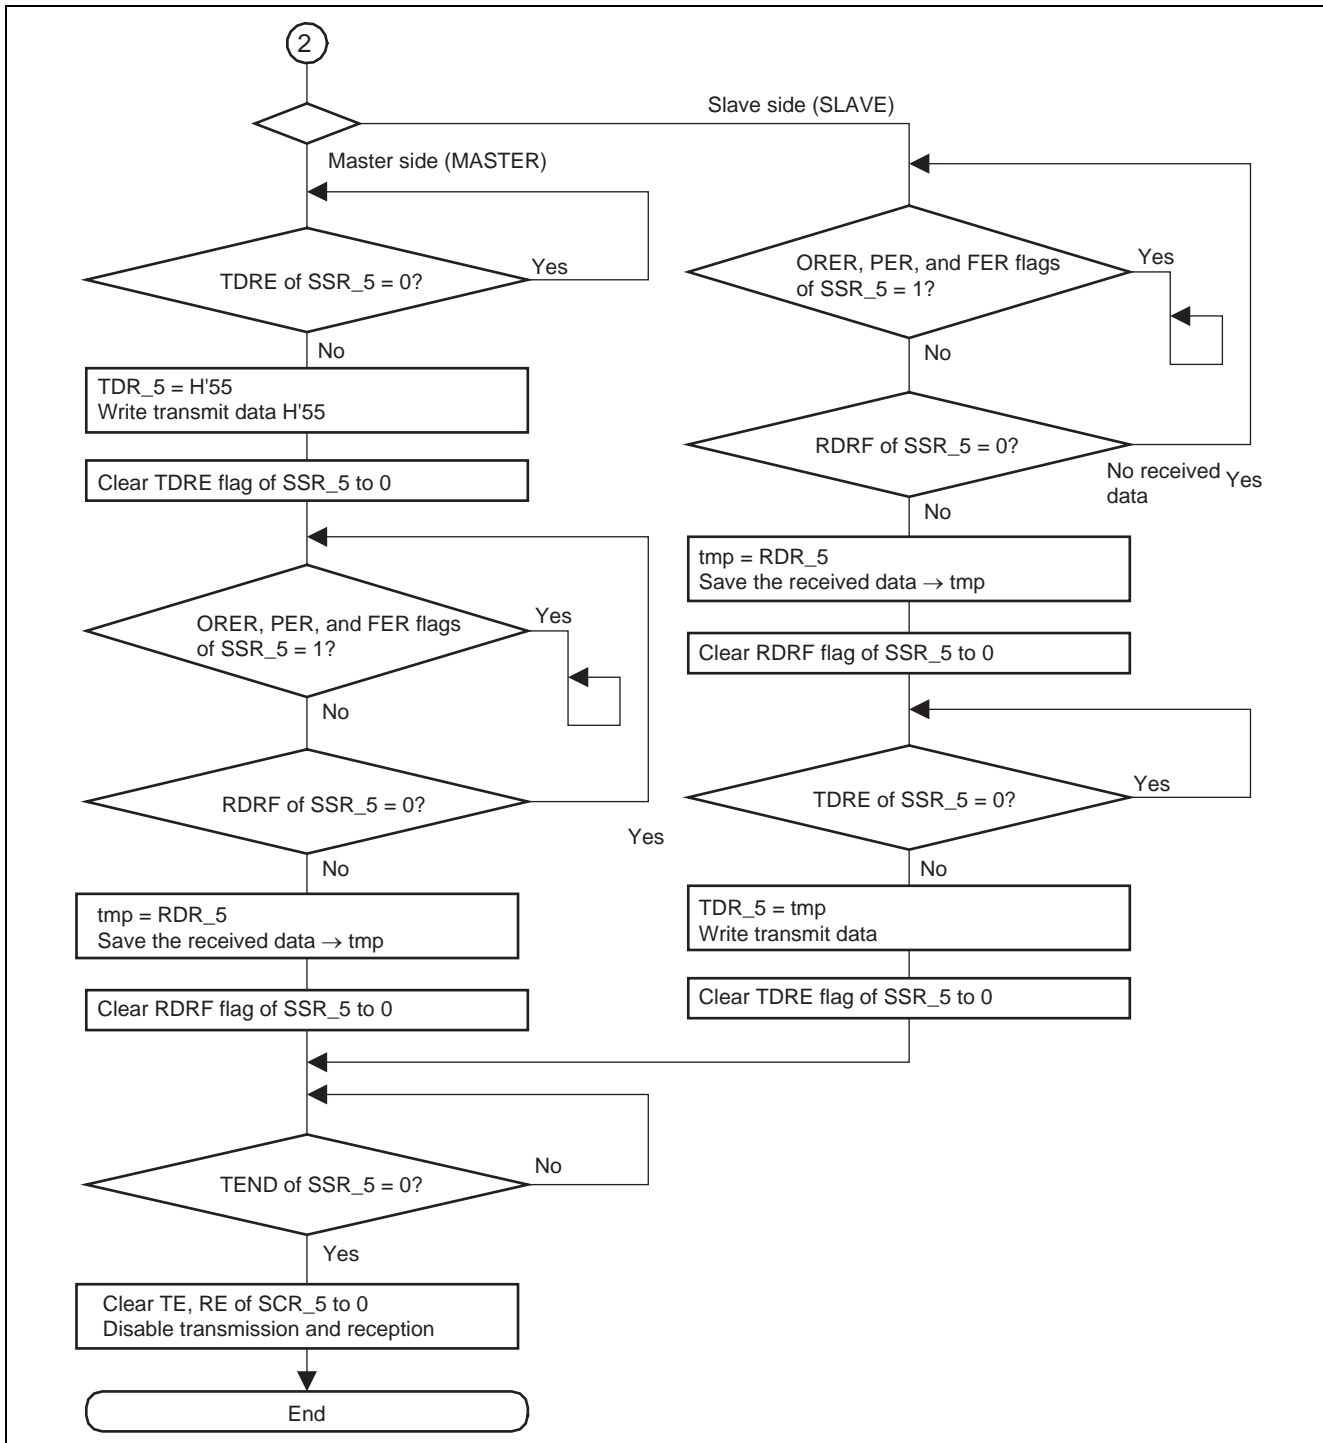 2
Slave side (SLAVE)
Master side (MASTER)
TDRE of SSR_5 = 0?
Yes
No
TDR_5 = H'55
Write transmit data H'55
Clear TDRE flag of SSR_5 to 0
ORER, PER, and FER flags
of SSR_5 = 1?
Yes
No
RDRF of SSR_5 = 0?
Yes
No
tmp = RDR_5
Save the received data → tmp
Clear RDRF flag of SSR_5 to 0
ORER, PER, and FER flags
of SSR_5 = 1?
Yes
No
RDRF of SSR_5 = 0?
No received
data
Yes
No
tmp = RDR_5
Save the received data → tmp
Clear RDRF flag of SSR_5 to 0
TDRE of SSR_5 = 0?
Yes
No
TDR_5 = tmp
Write transmit data
Clear TDRE flag of SSR_5 to 0
TEND of SSR_5 = 0?
No
Yes
Clear TE, RE of SCR_5 to 0
Disable transmission and reception
End